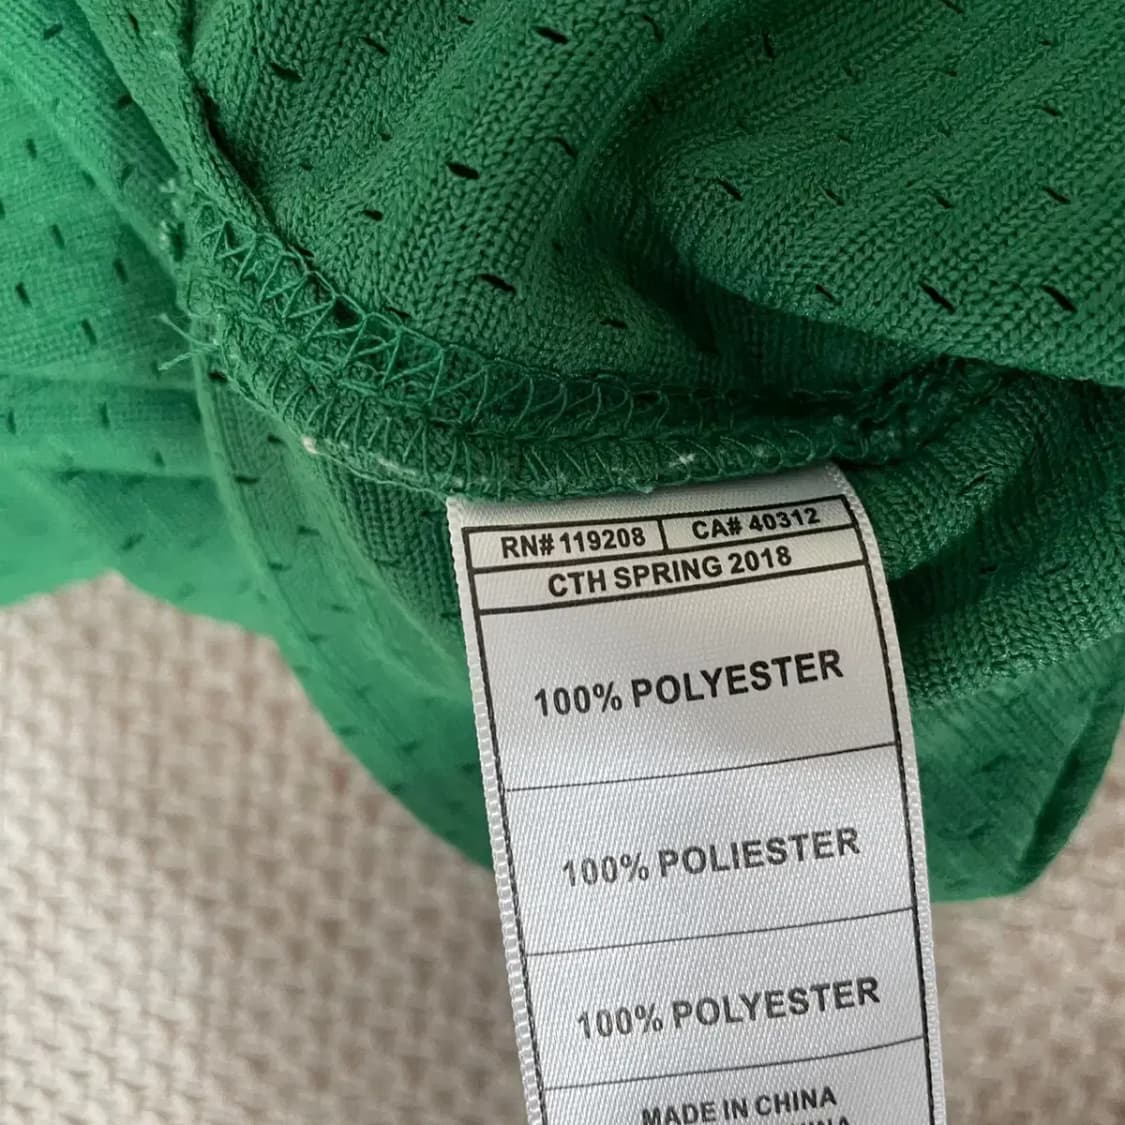 RN# 119208 CA# 40312
CTH SPRING 2018
100% POLYESTER
100% POLIESTER
100% POLYESTER
MADE IN CHINA